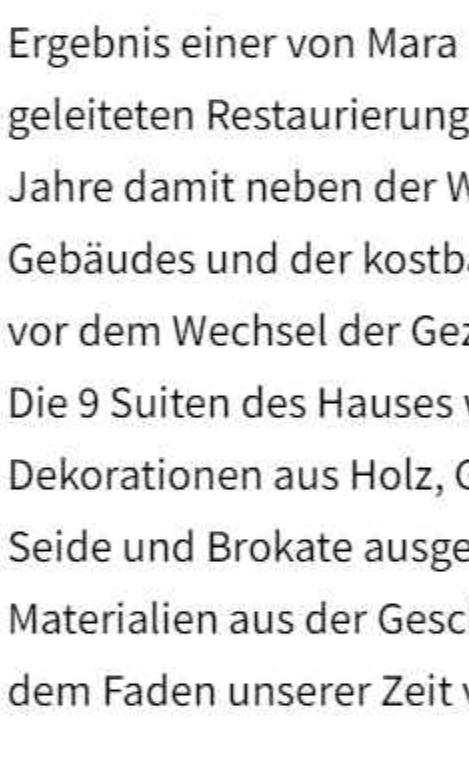 Ergebnis einer von Mara
geleiteten Restaurierung
Jahre damit neben der
Gebäudes und der
vor dem Wechsel der
Die 9 Suiten des Hauses
Dekorationen aus Holz,
Seide und Brokate
Materialien aus der
dem Faden unserer Zeit